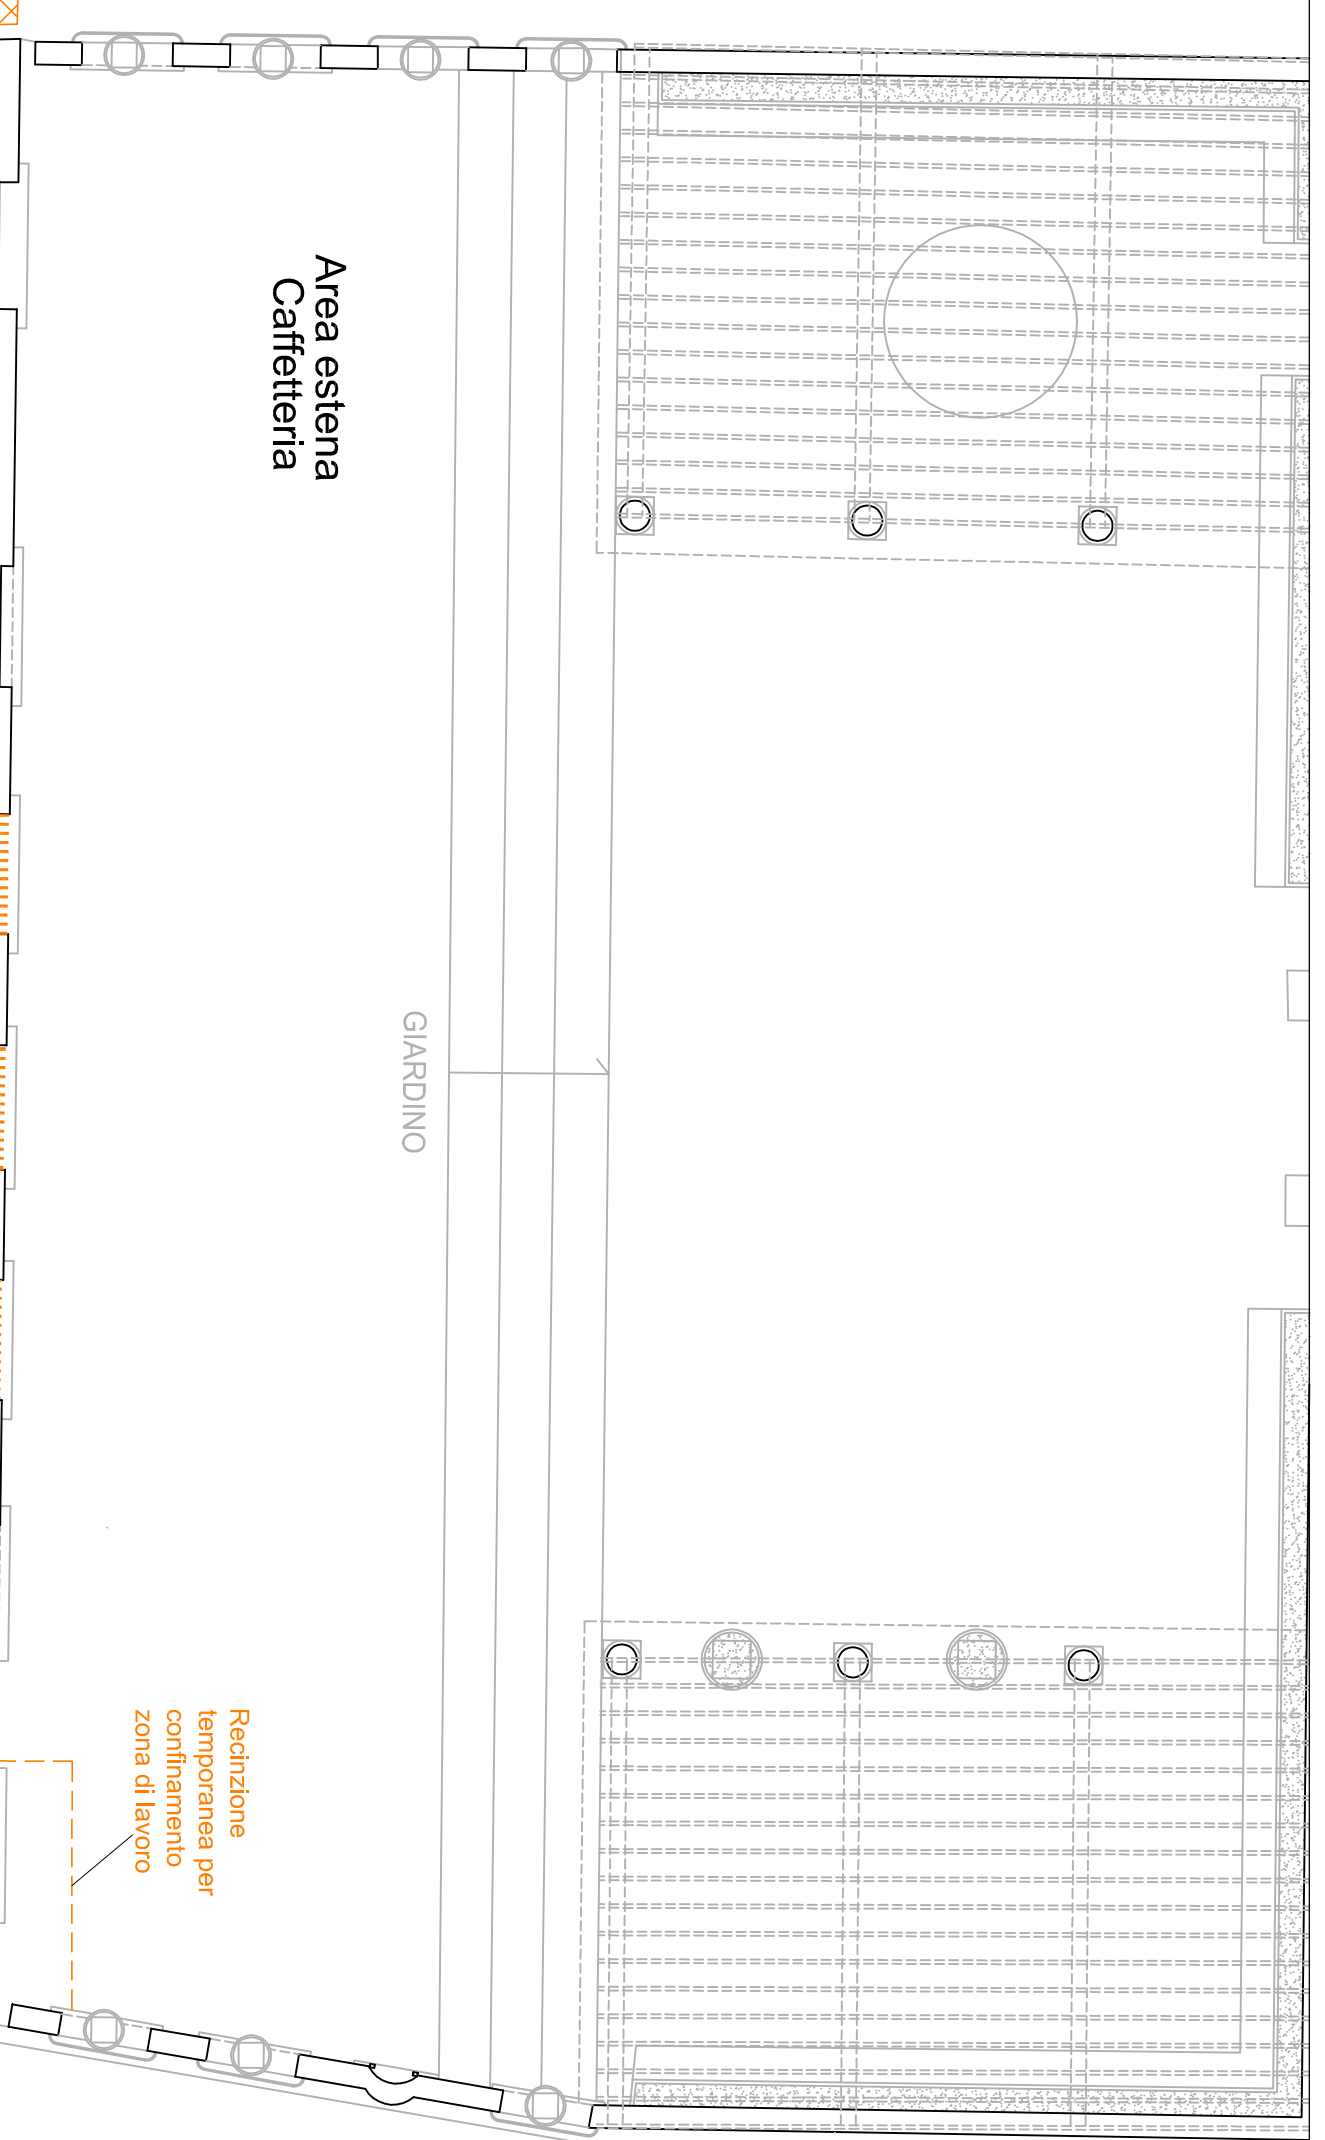 Area estena
Caffetteria
GIARDINO
Recinzione
temporanea per
confinamento
zona di lavoro